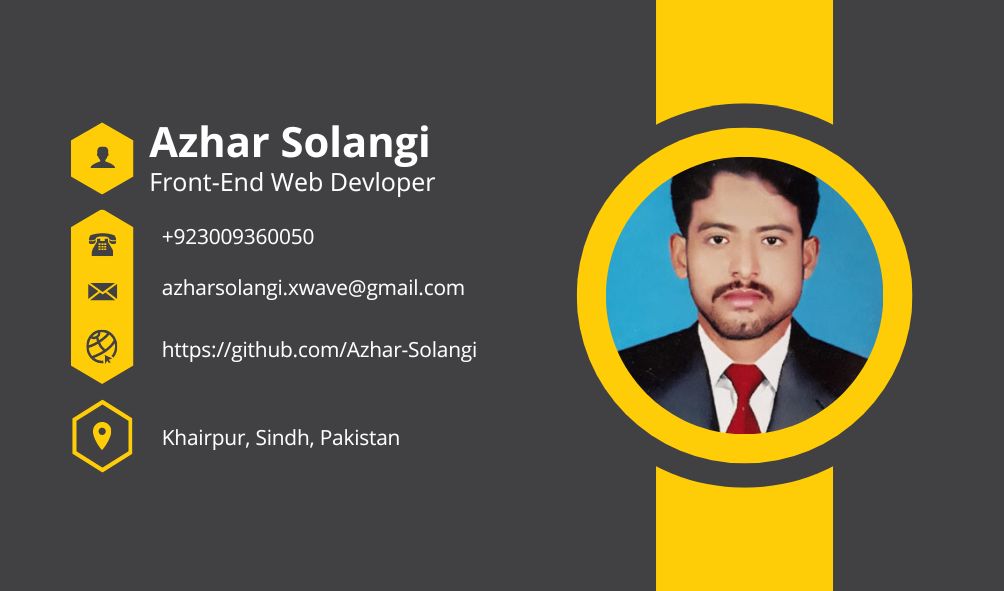 Azhar Solangi
Front-End Web Devloper
+923009360050
azharsolangi.xwave@gmail.com
https://github.com/Azhar-Solangi
Khairpur, Sindh, Pakistan